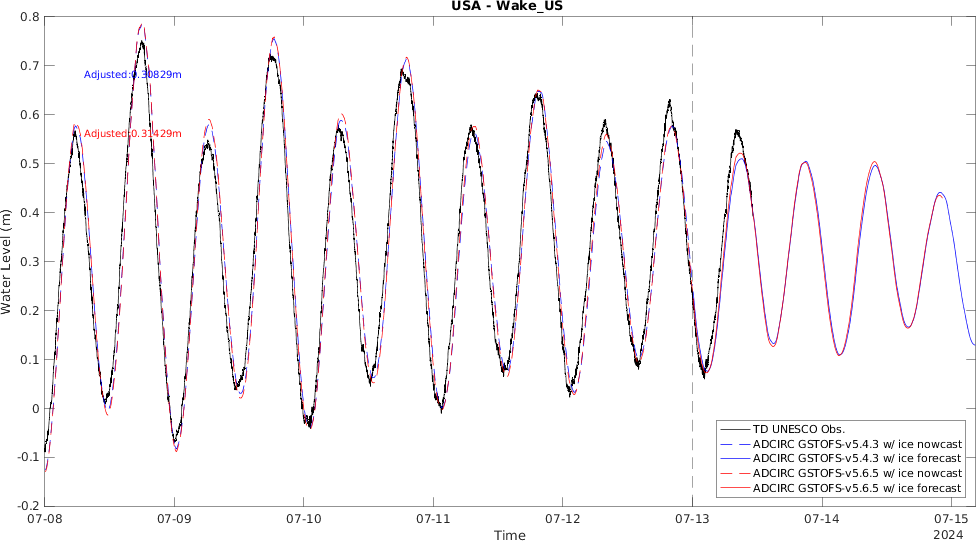 USA - Wake_US
0.8
0.7
0.6
0.5
0.4
0.3
0.2
0.1
0
-0.1
-0.2
Water Level (m)
Adjusted:0.30829m
Adjusted:0.31429m
TD UNESCO Obs.
ADCIRC GSTOFS-v5.4.3 w/ ice nowcast
ADCIRC GSTOFS-v5.4.3 w/ ice forecast
ADCIRC GSTOFS-v5.6.5 w/ ice nowcast
ADCIRC GSTOFS-v5.6.5 w/ ice forecast
07-08 07-09 07-10 07-11 07-12 07-13 07-14 07-15
Time
2024